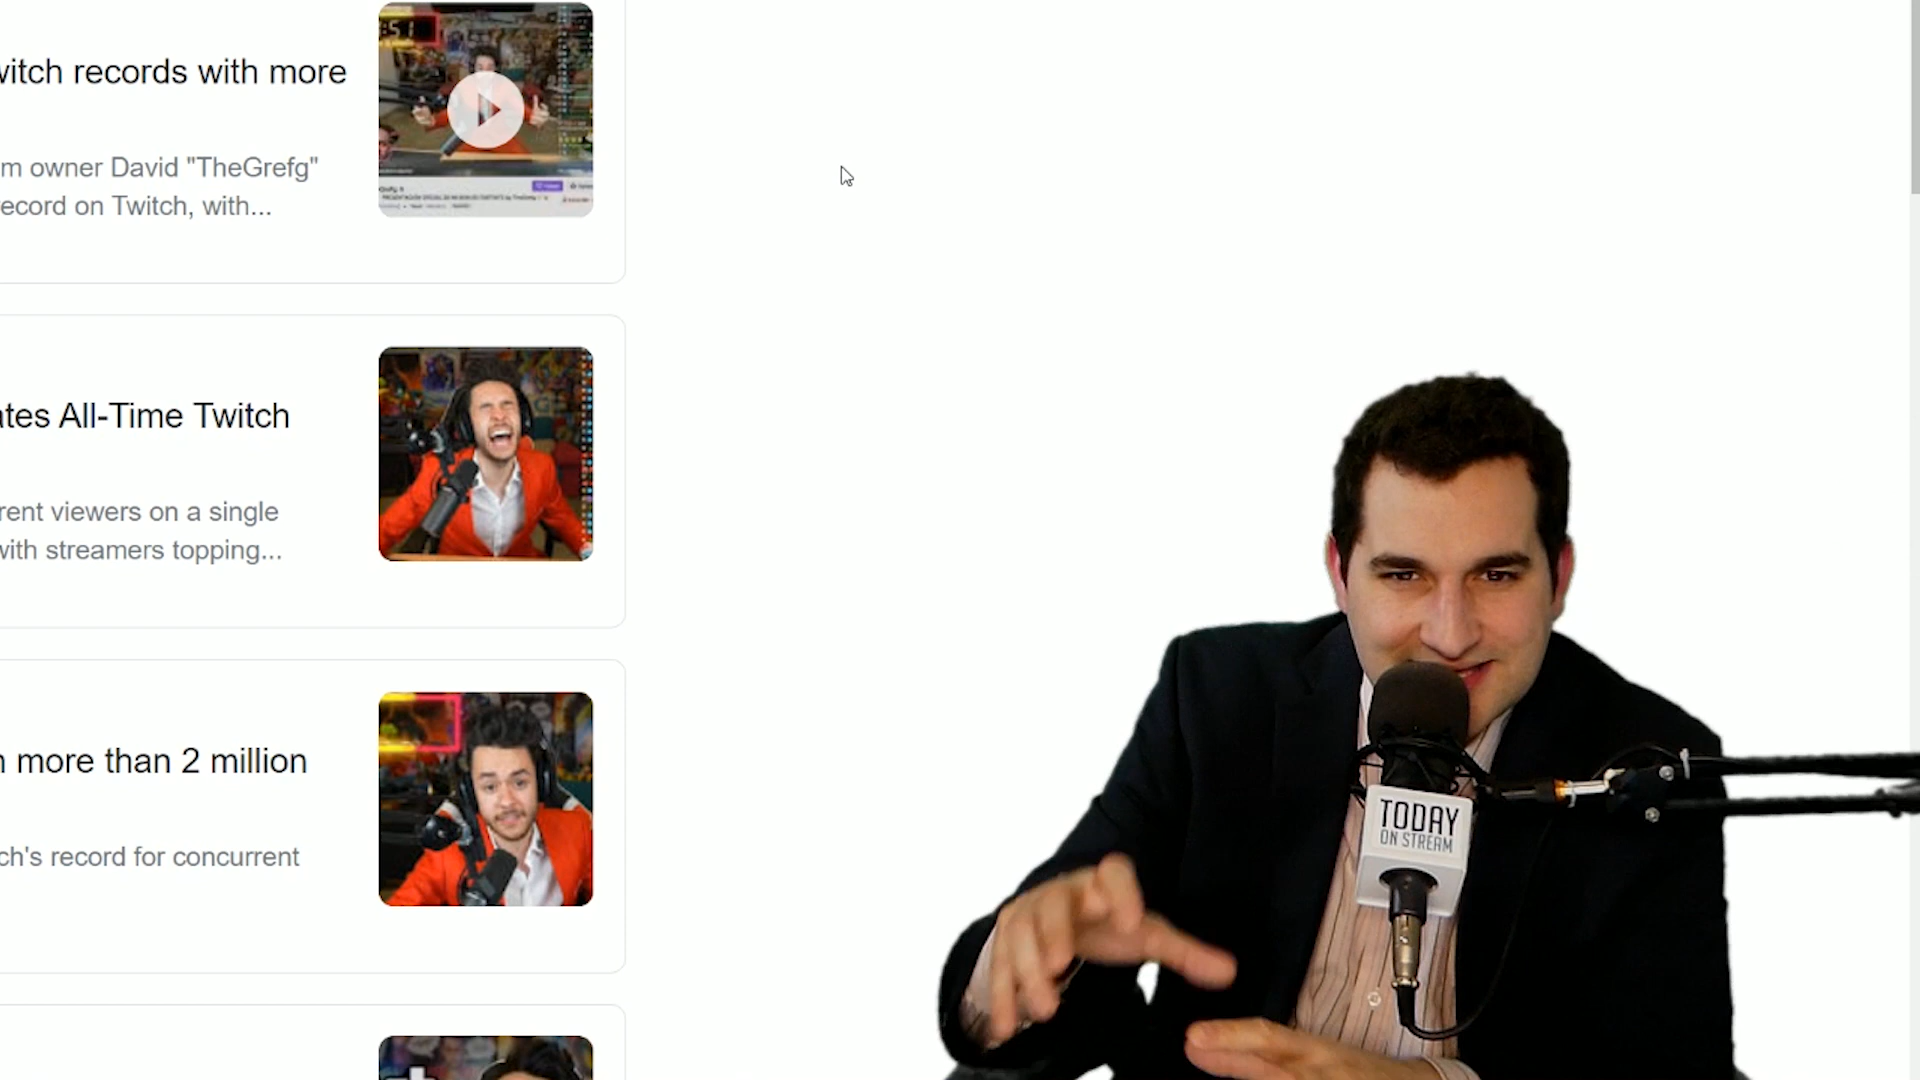 witch records with more
m owner David "TheGrefg"
ecord on Twitch, with...
ates All-Time Twitch
rent viewers on a single
with streamers topping...
more than 2 million
ch's record for concurrent
TODAY
ON STREAM